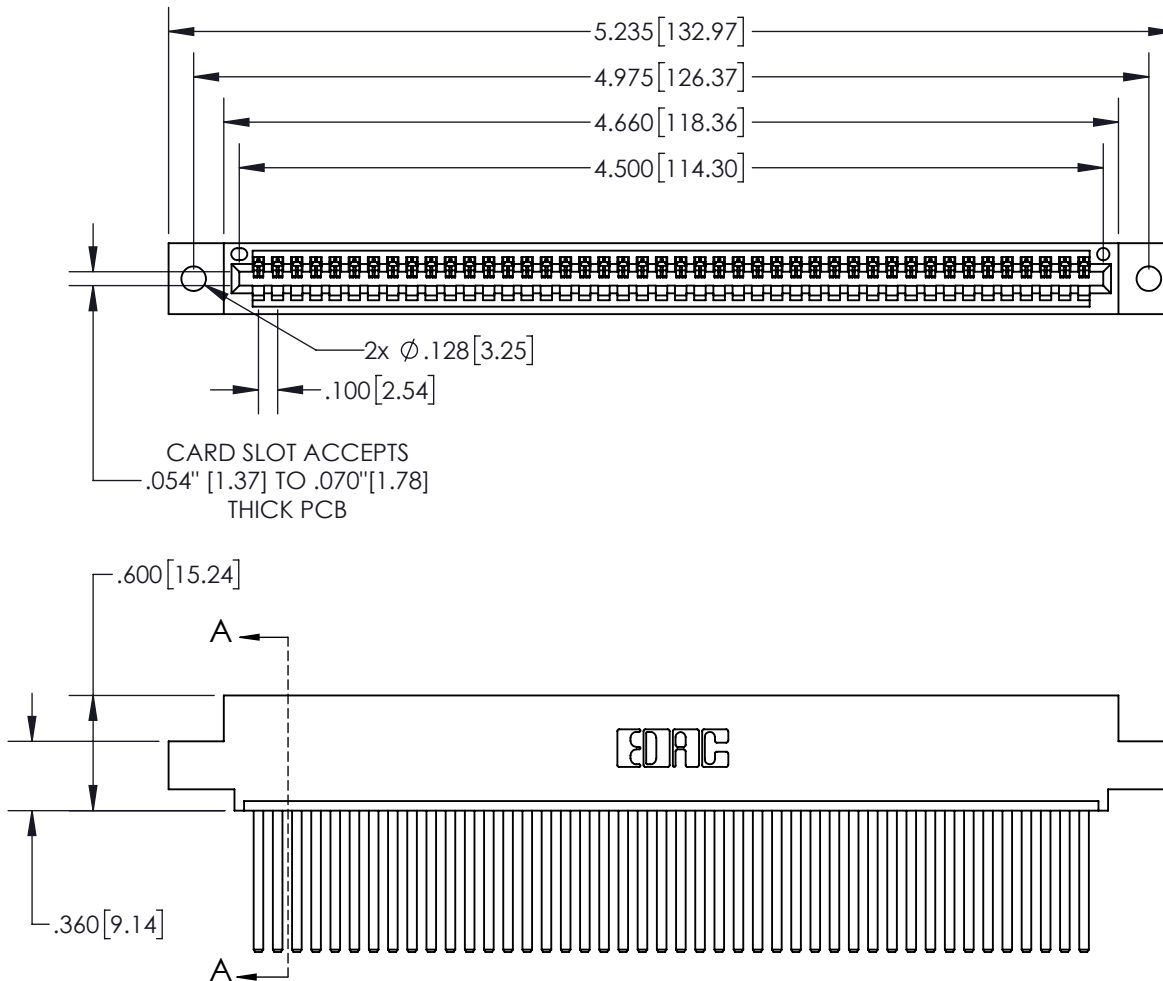 5.235[132.97]
4.975[126.37]
4.660[118.36]
4.500[114.30]
2x Ø.128[3.25]
.100[2.54]
CARD SLOT ACCEPTS
.054" [1.37] TO .070"[1.78]
THICK PCB
.600[15.24]
A
EDAC
.360[9.14]
A